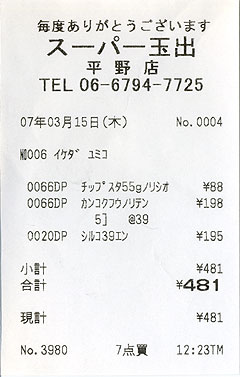 毎度ありがとうございます
スーパー玉出
平野店
TEL 06-6794-7725
07年03月15日(木) No.0004
N0006 イケダ ユミコ
0066DP チップスタ55gノリシオ ¥88
0066DP カンコクフウノリテン ¥198
5] @39
0020DP シルコ39エン ¥195
小計 ¥481
合計 ¥481
現計 ¥481
No.3980 7点買 12:23TM